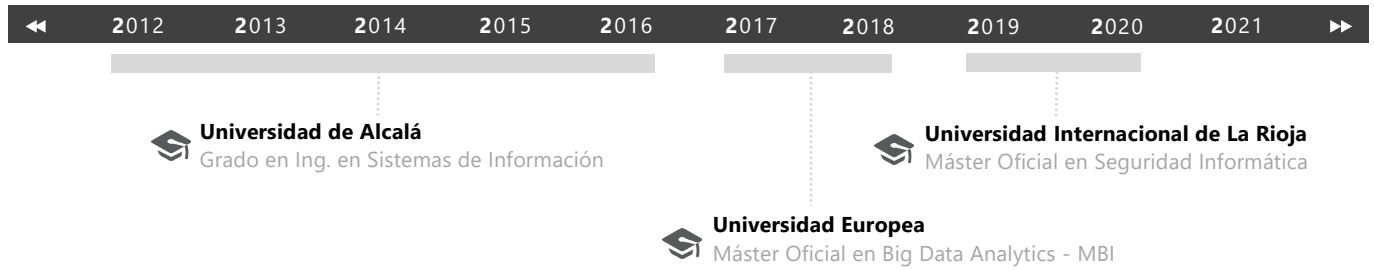 2012 2013 2014 2015 2016 2017 2018 2019 2020 2021
Universidad de Alcalá
Grado en Ing. en Sistemas de Información
Universidad Internacional de La Rioja
Máster Oficial en Seguridad Informática
Universidad Europea
Máster Oficial en Big Data Analytics - MBI